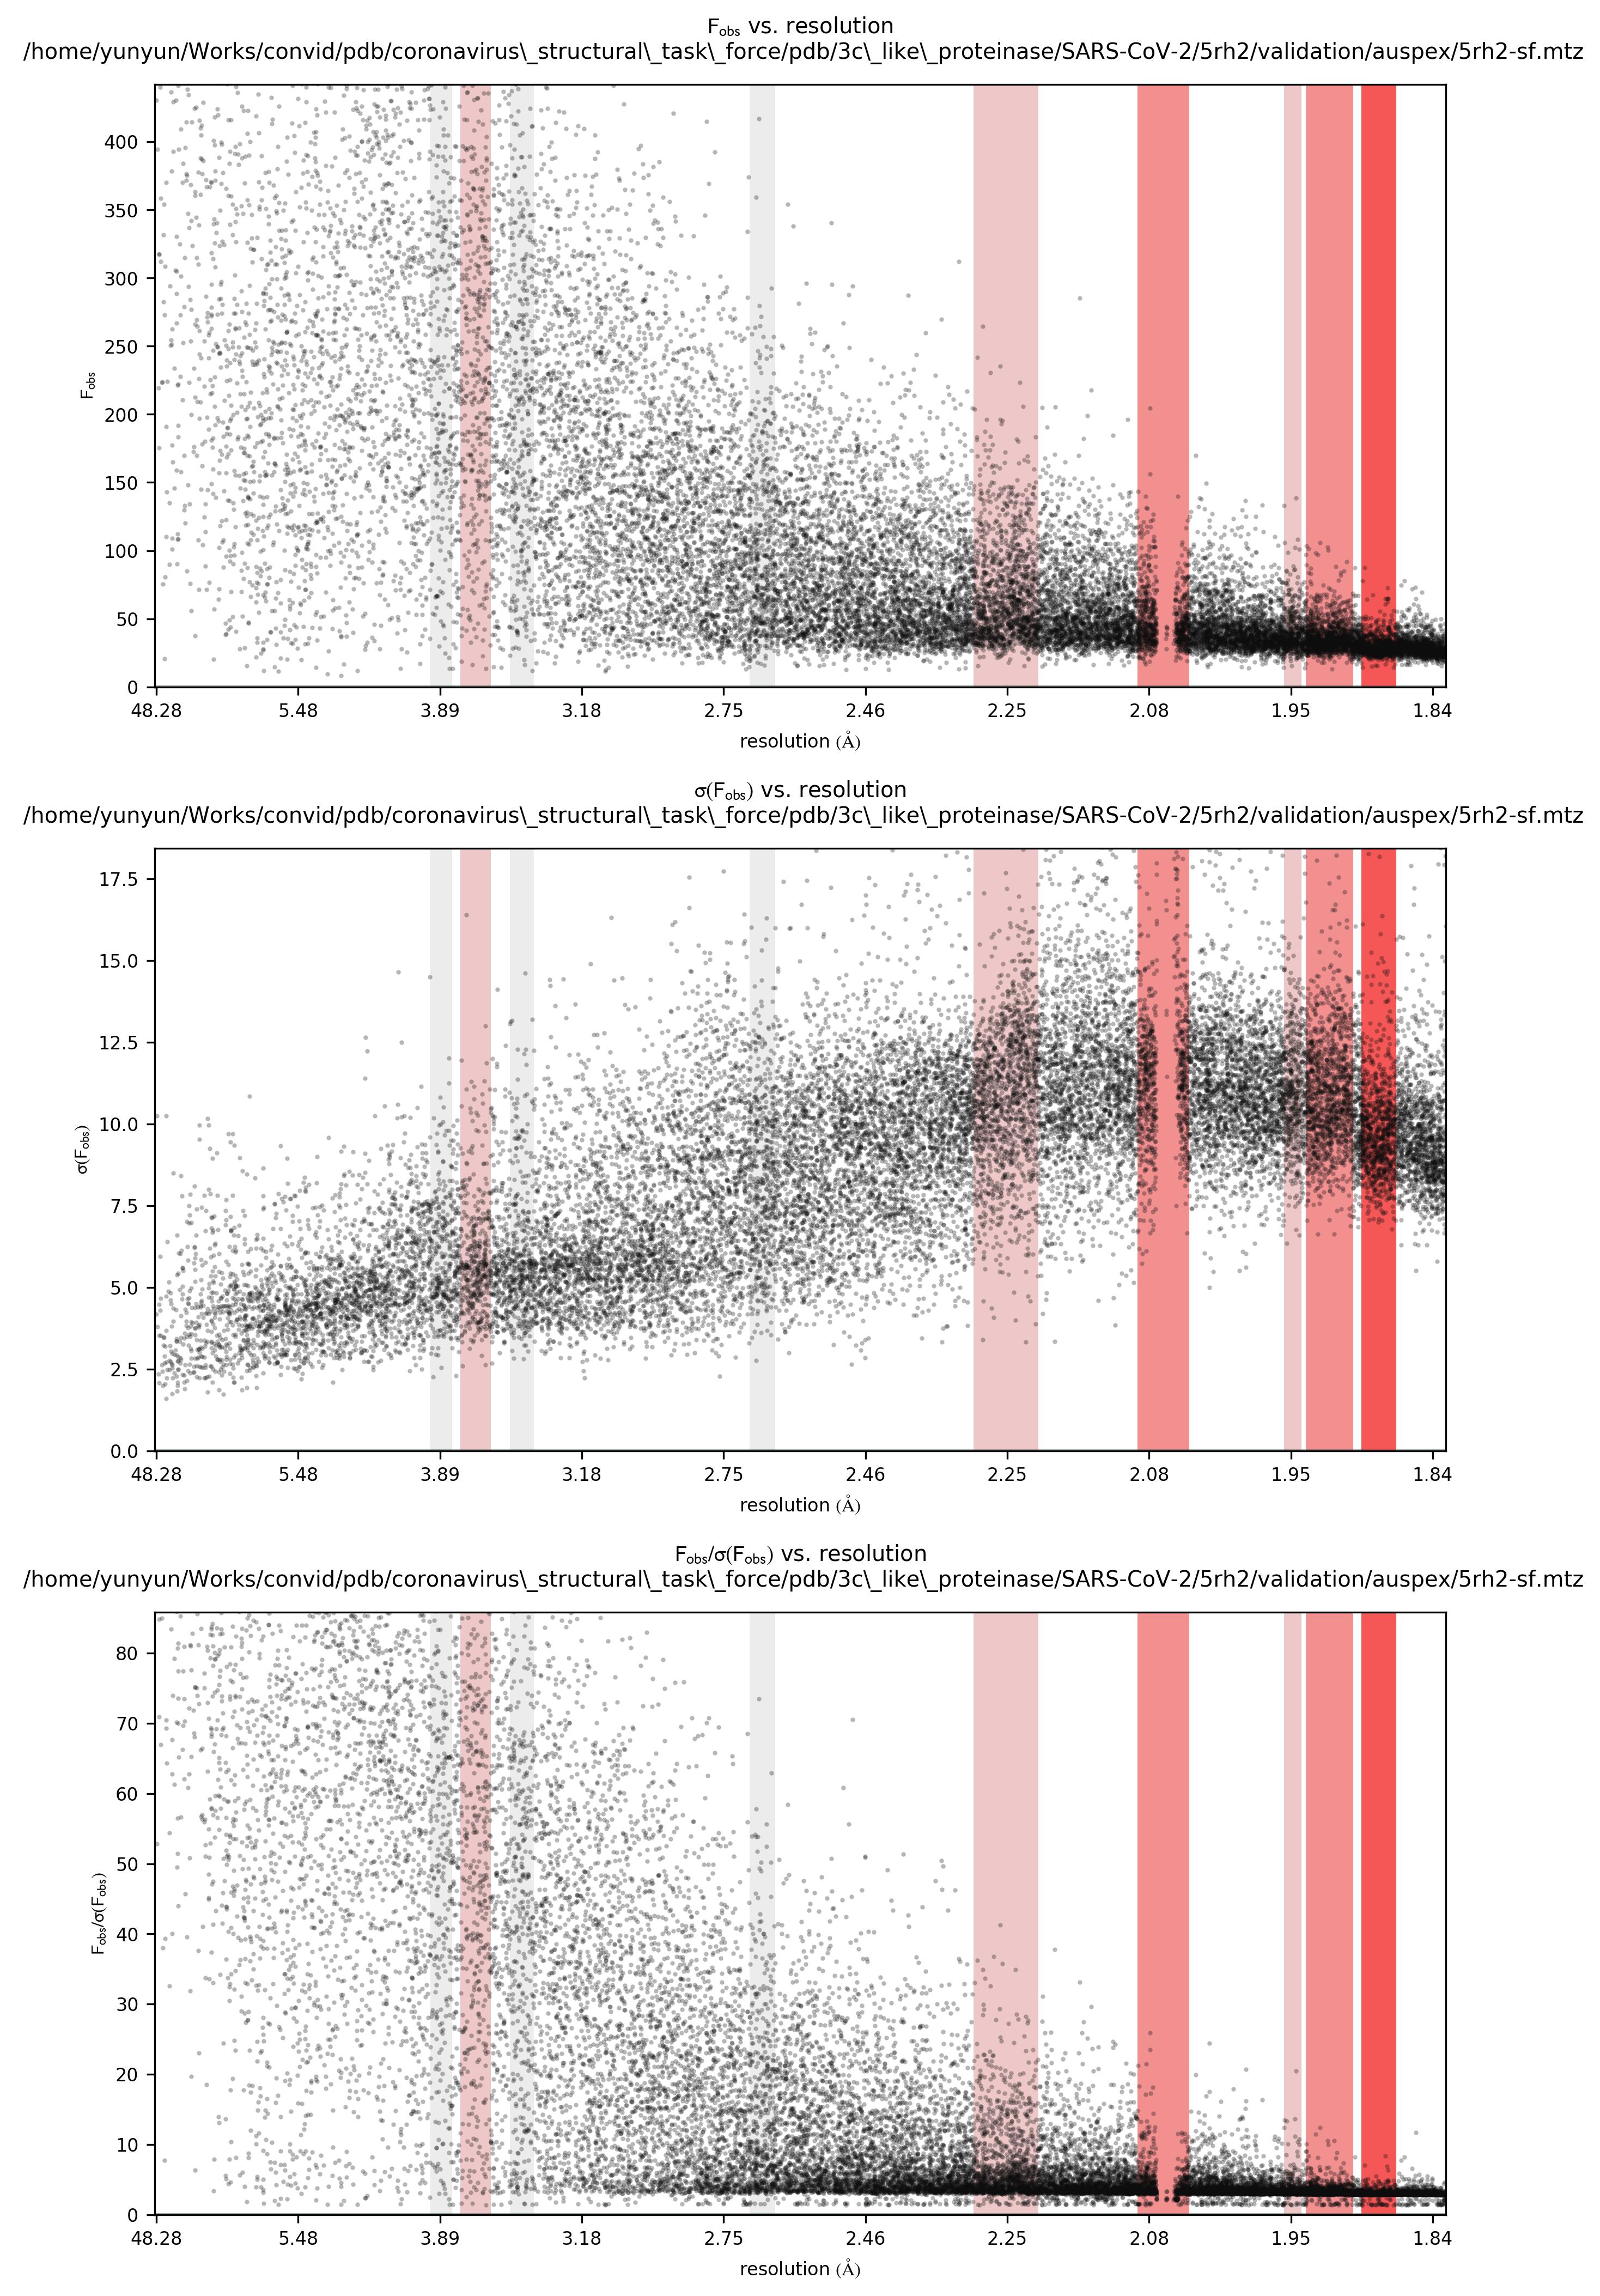 Fobs vs. resolution
/home/yunyun/Works/convid/pdb/coronavirus\_structural\_task\_force/pdb/3c\_like\_proteinase/SARS-CoV-2/5rh2/validation/auspex/5rh2-sf.mtz
400
350
300
250
200
150
100
50
0
Fobs
48.28 5.48 3.89 3.18 2.75 2.46 2.25 2.08 1.95 1.84
resolution (Å)
σ(Fobs) vs. resolution
/home/yunyun/Works/convid/pdb/coronavirus\_structural\_task\_force/pdb/3c\_like\_proteinase/SARS-CoV-2/5rh2/validation/auspex/5rh2-sf.mtz
17.5
15.0
12.5
10.0
7.5
5.0
2.5
0.0
σ(Fobs)
48.28 5.48 3.89 3.18 2.75 2.46 2.25 2.08 1.95 1.84
resolution (Å)
Fobs/σ(Fobs) vs. resolution
/home/yunyun/Works/convid/pdb/coronavirus\_structural\_task\_force/pdb/3c\_like\_proteinase/SARS-CoV-2/5rh2/validation/auspex/5rh2-sf.mtz
80
70
60
50
40
30
20
10
0
Fobs/σ(Fobs)
48.28 5.48 3.89 3.18 2.75 2.46 2.25 2.08 1.95 1.84
resolution (Å)